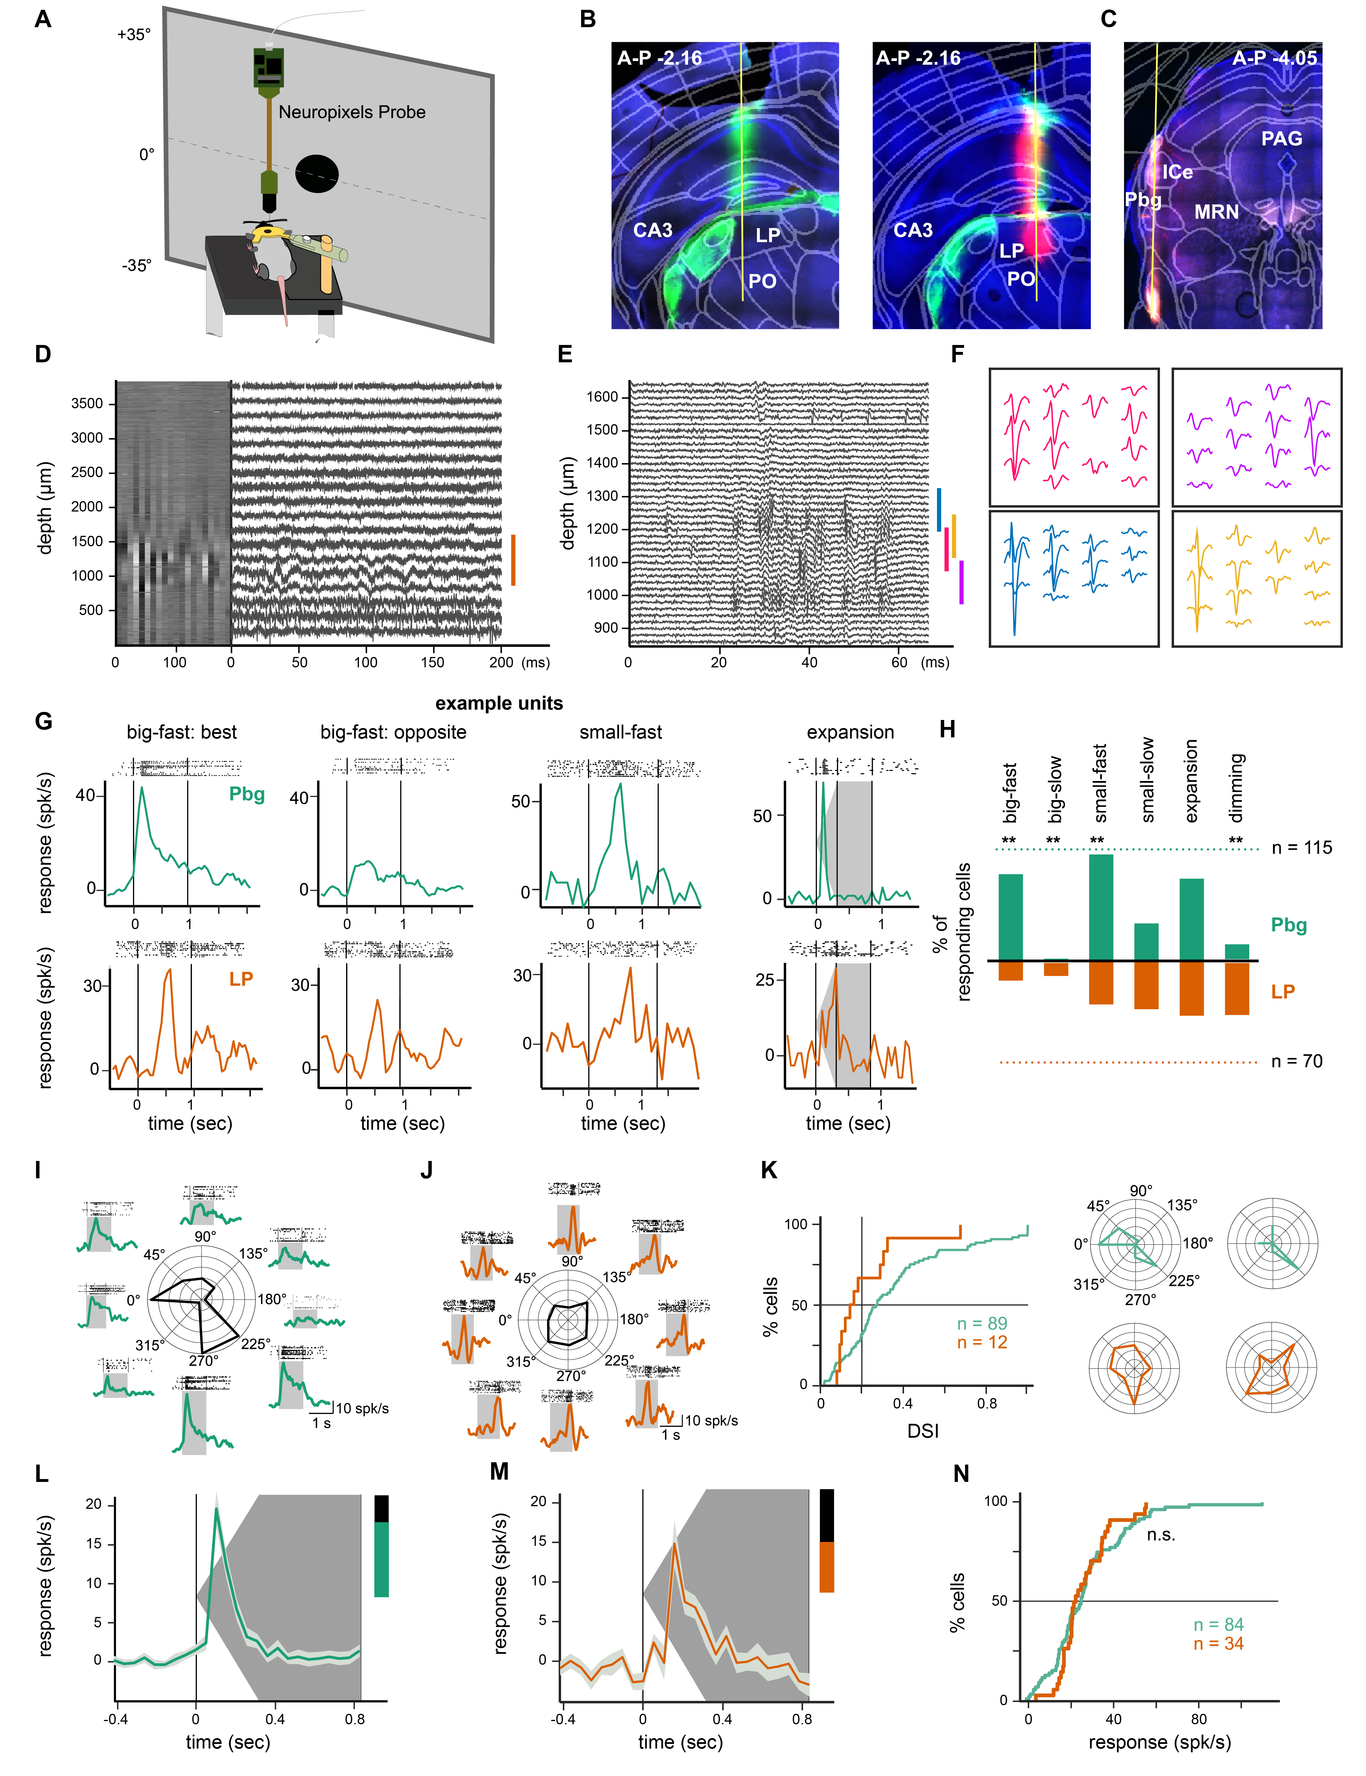 A
+35°
0°
-35°
Neuropixels Probe
B
A-P -2.16
CA3
LP
PO
A-P -2.16
CA3
LP
PO
C
A-P -4.05
PAG
ICe
Pbg
MRN
D
depth (µm)
3500
3000
2500
2000
1500
1000
500
0 100 0 50 100 150 200 (ms)
E
depth (µm)
1600
1500
1400
1300
1200
1100
1000
900
0 20 40 60 (ms)
F
example units
G
big-fast: best
big-fast: opposite
small-fast
expansion
response (spk/s)
40
0
Pbg
0 1
40
0
0 1
50
0
0 1
50
0
0 1
response (spk/s)
30
0
LP
0 1
time (sec)
30
0
0 1
time (sec)
30
0
0 1
time (sec)
25
0
0 1
time (sec)
H
big-fast
big-slow
small-fast
small-slow
expansion
dimming
** ** ** **
n = 115
% of
responding cells
Pbg
LP
n = 70
I
90°
45° 135°
0° 180°
315° 225°
270°
10 spk/s
1 s
J
90°
45° 135°
0° 180°
315° 225°
270°
10 spk/s
1 s
K
% cells
100
50
0
n = 89
n = 12
0 0.4 0.8
DSI
90°
45° 135°
0° 180°
315° 225°
270°
L
response (spk/s)
20
15
10
5
0
-0.4 0 0.4 0.8
time (sec)
M
response (spk/s)
20
15
10
5
0
-0.4 0 0.4 0.8
time (sec)
N
% cells
100
50
0
n.s.
n = 84
n = 34
0 40 80
response (spk/s)